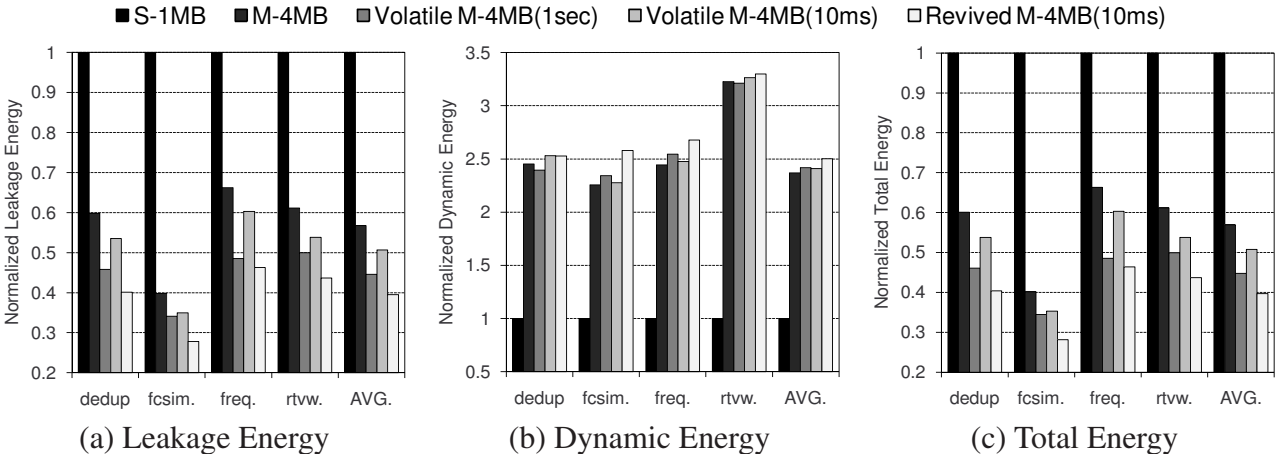 S-1MB M-4MB Volatile M-4MB(1sec) Volatile M-4MB(10ms) Revived M-4MB(10ms)
Normalized Leakage Energy
1
0.9
0.8
0.7
0.6
0.5
0.4
0.3
0.2
dedup fcsim. freq. rtvw. AVG.
(a) Leakage Energy
Normalized Dynamic Energy
3.5
3
2.5
2
1.5
1
0.5
dedup fcsim. freq. rtvw. AVG.
(b) Dynamic Energy
Normalized Total Energy
1
0.9
0.8
0.7
0.6
0.5
0.4
0.3
0.2
dedup fcsim. freq. rtvw. AVG.
(c) Total Energy